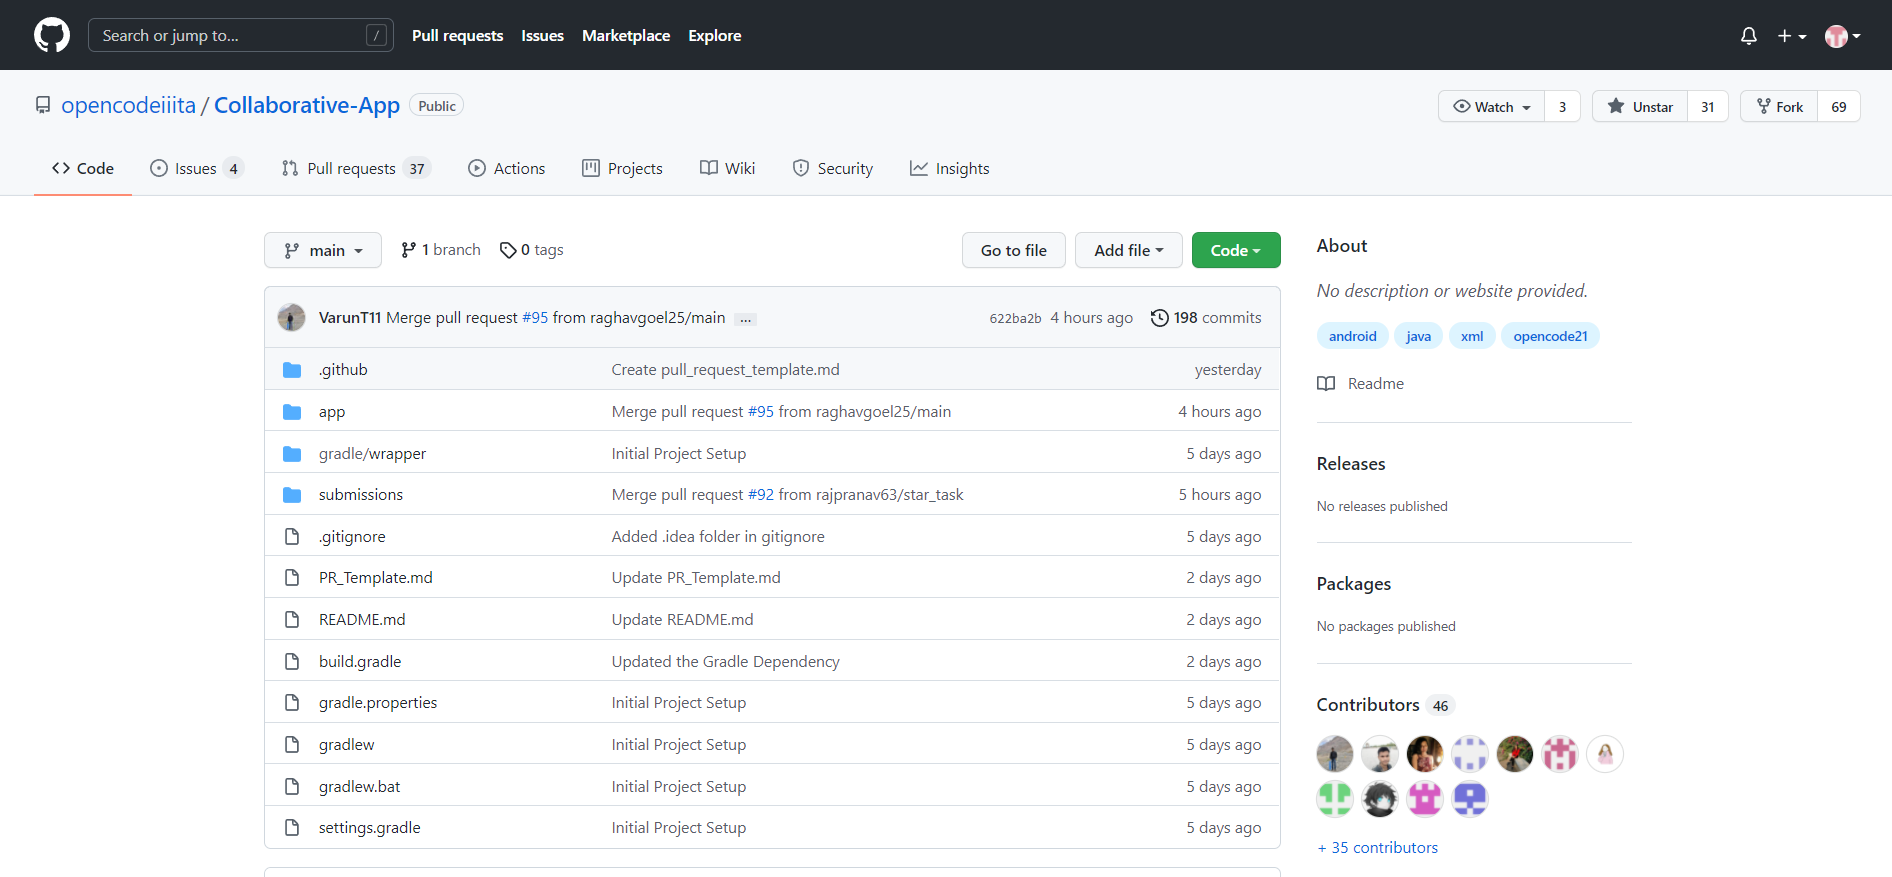 Search or jump to... /
Pull requests Issues Marketplace Explore
opencodeiiita / Collaborative-App Public
Watch 3 Unstar 31 Fork 69
Code Issues 4 Pull requests 37 Actions Projects Wiki Security Insights
main 1 branch 0 tags
Go to file Add file Code
VarunT11 Merge pull request #95 from raghavgoel25/main ... 622ba2b 4 hours ago 198 commits
.github Create pull_request_template.md yesterday
app Merge pull request #95 from raghavgoel25/main 4 hours ago
gradle/wrapper Initial Project Setup 5 days ago
submissions Merge pull request #92 from rajpranav63/star_task 5 hours ago
.gitignore Added .idea folder in gitignore 5 days ago
PR_Template.md Update PR_Template.md 2 days ago
README.md Update README.md 2 days ago
build.gradle Updated the Gradle Dependency 2 days ago
gradle.properties Initial Project Setup 5 days ago
gradlew Initial Project Setup 5 days ago
gradlew.bat Initial Project Setup 5 days ago
settings.gradle Initial Project Setup 5 days ago
About
No description or website provided.
android java xml opencode21
Readme
Releases
No releases published
Packages
No packages published
Contributors 46
+ 35 contributors